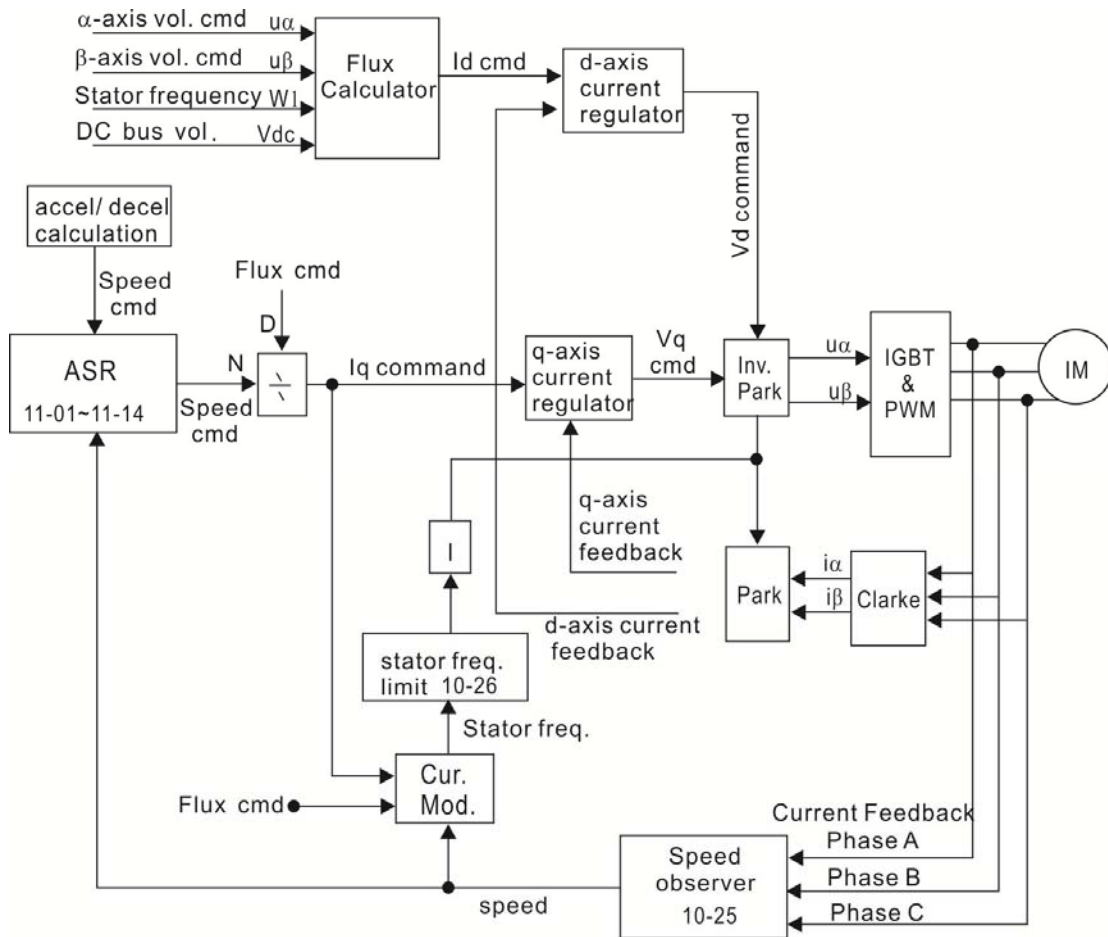 α-axis vol. cmd uα
β-axis vol. cmd uβ
Stator frequency W1
DC bus vol. Vdc
Flux
Calculator
Id cmd
d-axis
current
regulator
Vd command
accel/ decel
calculation
Speed
cmd
Flux cmd
D
ASR
11-01~11-14
N
Speed
cmd
Iq command
q-axis
current
regulator
Vq
cmd
Inv.
Park
uα
uβ
IGBT
&
PWM
IM
q-axis
current
feedback
I
Park
iα
iβ
Clarke
d-axis current
feedback
stator freq.
limit 10-26
Stator freq.
Cur.
Mod.
Flux cmd
Current Feedback
Phase A
Phase B
Phase C
Speed
observer
10-25
speed